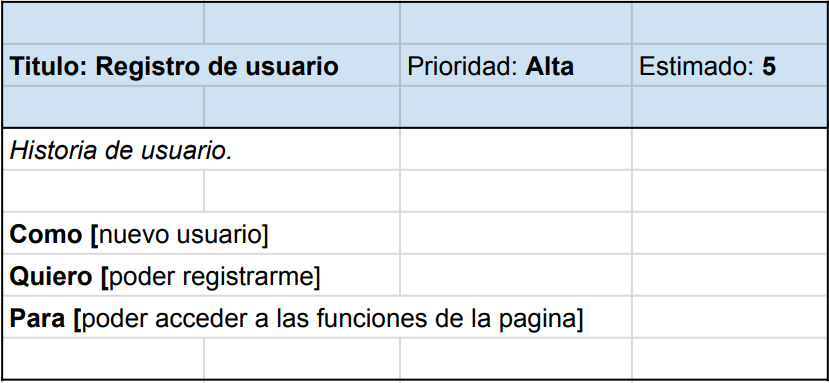 Titulo: Registro de usuario Prioridad: Alta Estimado: 5
Historia de usuario.
Como [nuevo usuario]
Quiero [poder registrarme]
Para [poder acceder a las funciones de la pagina]